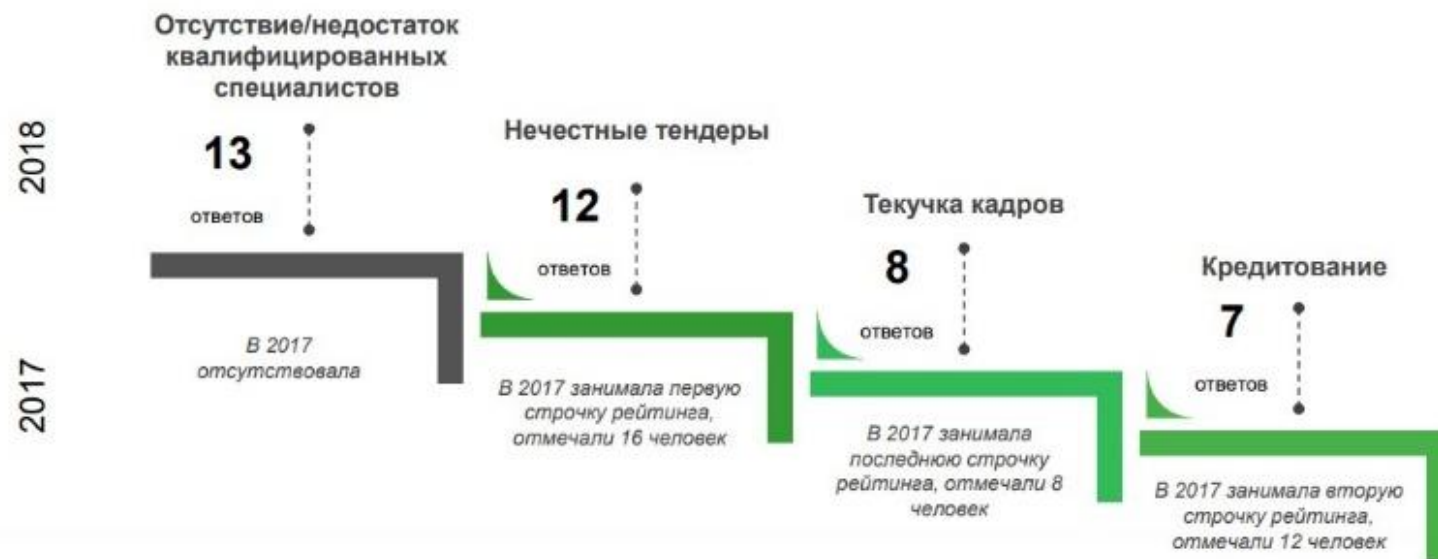 Отсутствие/недостаток
квалифицированных
специалистов
2018
13
ответов
Нечестные тендеры
12
ответов
Текучка кадров
8
ответов
Кредитование
7
ответов
2017
В 2017
отсутствовала
В 2017 занимала первую
строчку рейтинга,
отмечали 16 человек
В 2017 занимала
последнюю строчку
рейтинга, отмечали 8
человек
В 2017 занимала вторую
строчку рейтинга,
отмечали 12 человек